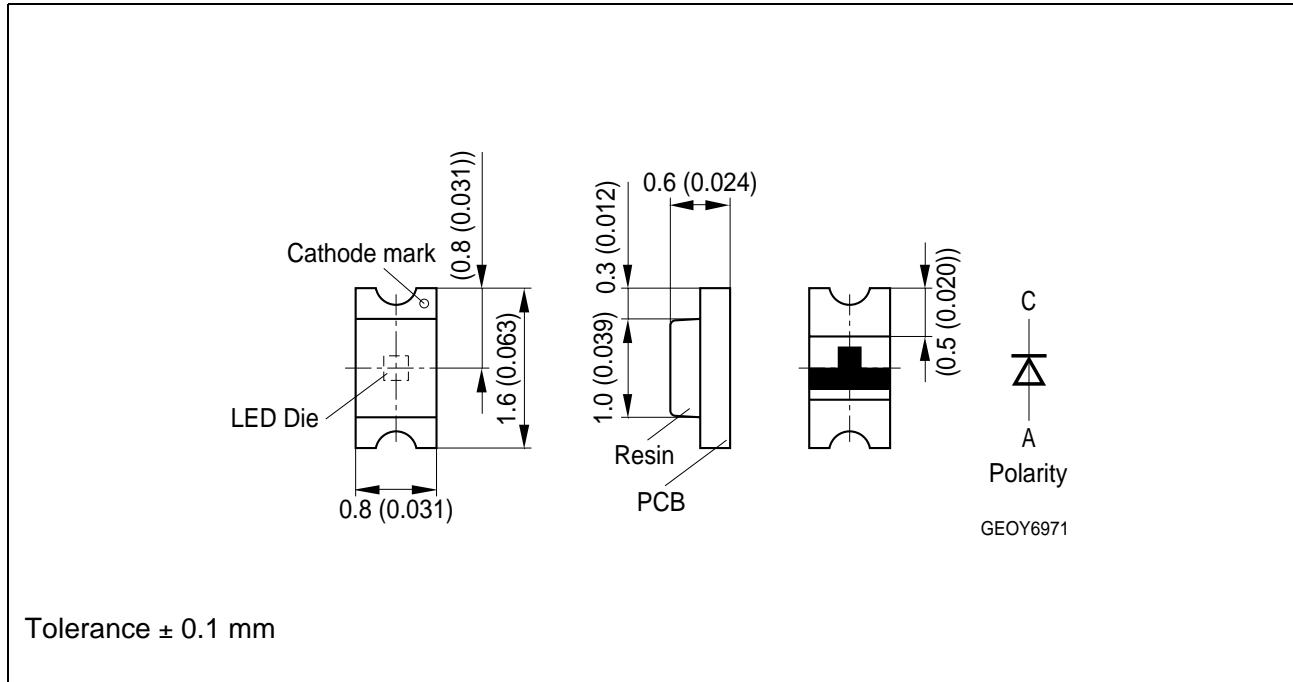 (0.8 (0.031))
0.6 (0.024)
Cathode mark
0.3 (0.012)
(0.5 (0.020))
C
1.6 (0.063)
1.0 (0.039)
LED Die
Resin
A
Polarity
PCB
0.8 (0.031)
GEOY6971
Tolerance ± 0.1 mm